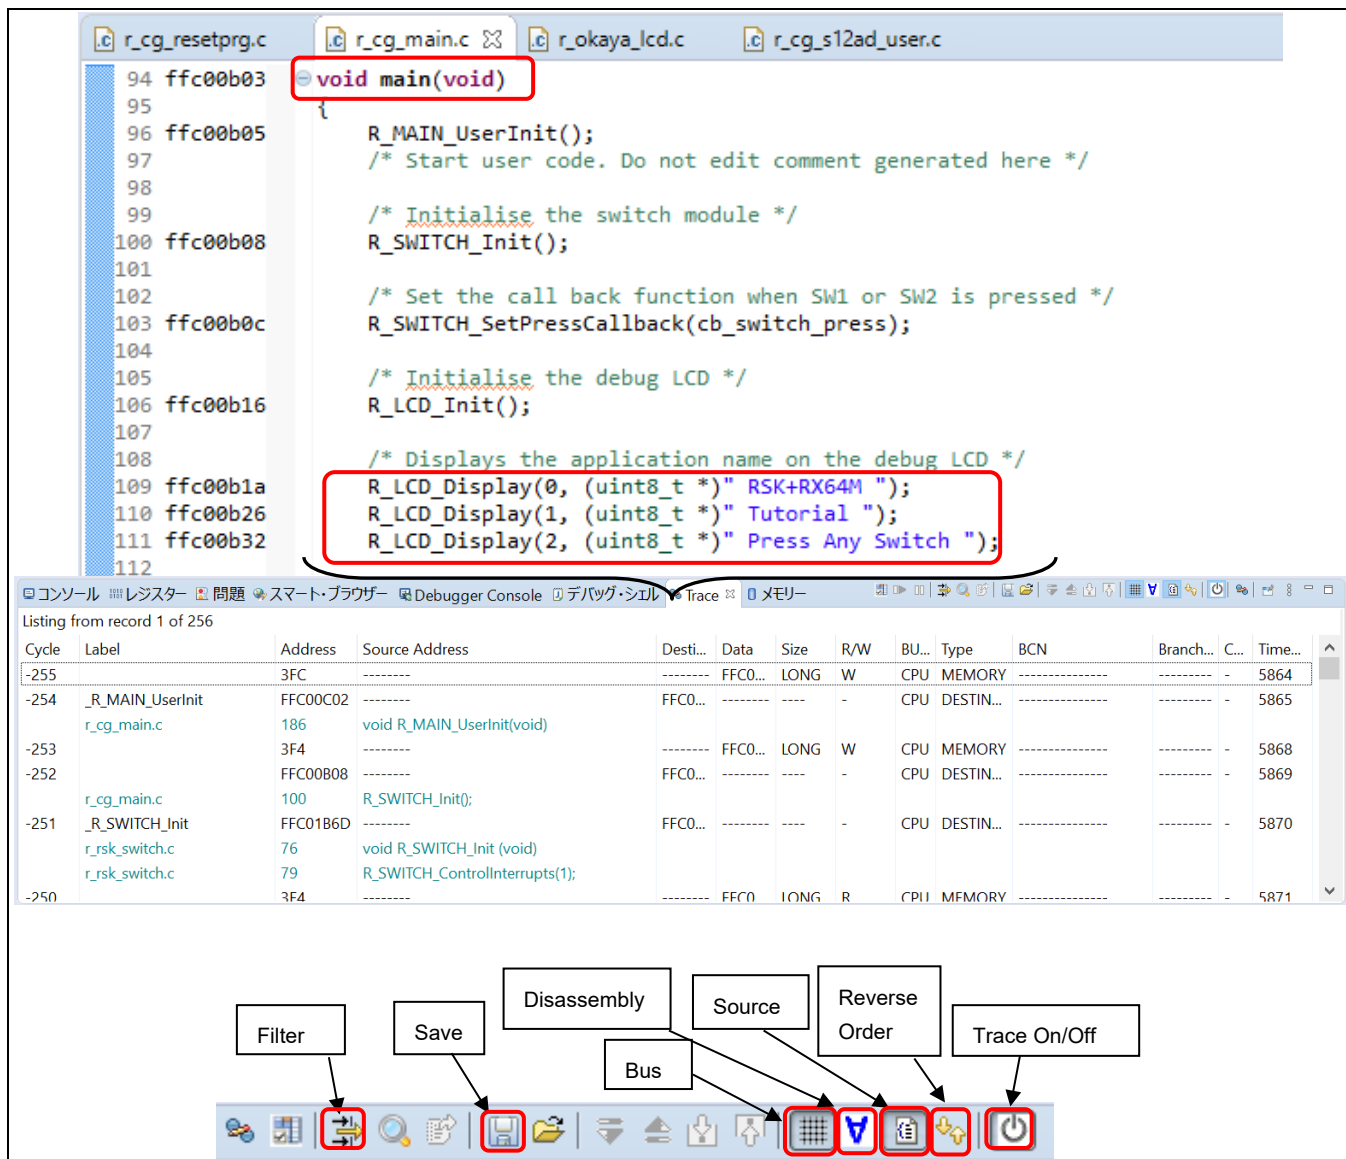 r_cg_resetprg.c r_cg_main.c r_okaya_lcd.c r_cg_s12ad_user.c
94 ffc00b03 void main(void)
95 {
96 ffc00b05 R_MAIN_UserInit();
97 /* Start user code. Do not edit comment generated here */
98
99 /* Initialise the switch module */
100 ffc00b08 R_SWITCH_Init();
101
102 /* Set the call back function when SW1 or SW2 is pressed */
103 ffc00b0c R_SWITCH_SetPressCallback(cb_switch_press);
104
105 /* Initialise the debug LCD */
106 ffc00b16 R_LCD_Init();
107
108 /* Displays the application name on the debug LCD */
109 ffc00b1a R_LCD_Display(0, (uint8_t *)" RSK+RX64M ");
110 ffc00b26 R_LCD_Display(1, (uint8_t *)" Tutorial ");
111 ffc00b32 R_LCD_Display(2, (uint8_t *)" Press Any Switch ");
112
コンソール レジスター 問題 スマート・ブラウザー Debugger Console デバッグ・シェル Trace メモリー
Listing from record 1 of 256
Cycle Label Address Source Address Desti... Data Size R/W BU... Type BCN Branch... C... Time...
-255 3FC -------- -------- FFC0... LONG W CPU MEMORY --------------- --------- - 5864
-254 _R_MAIN_UserInit FFC00C02 -------- FFC0... -------- ---- - CPU DESTIN... --------------- --------- - 5865
r_cg_main.c 186 void R_MAIN_UserInit(void)
-253 3F4 -------- -------- FFC0... LONG W CPU MEMORY --------------- --------- - 5868
-252 FFC00B08 -------- FFC0... -------- ---- - CPU DESTIN... --------------- --------- - 5869
r_cg_main.c 100 R_SWITCH_Init();
-251 _R_SWITCH_Init FFC01B6D -------- FFC0... -------- ---- - CPU DESTIN... --------------- --------- - 5870
r_rsk_switch.c 76 void R_SWITCH_Init (void)
r_rsk_switch.c 79 R_SWITCH_ControlInterrupts(1);
-250 3F4 -------- -------- FFC0 LONG R CPU MEMORY --------------- --------- - 5871
Disassembly
Source
Reverse
Order
Filter
Save
Trace On/Off
Bus